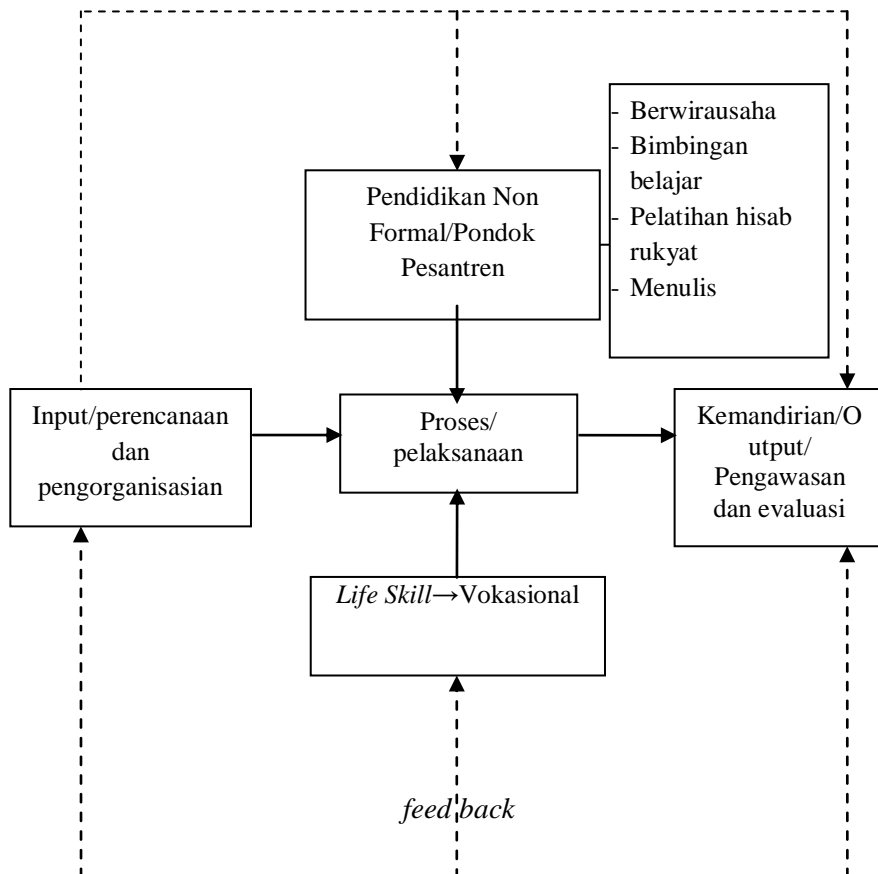 - Berwirausaha
- Bimbingan
belajar
- Pelatihan hisab
rukyat
- Menulis
Pendidikan Non
Formal/Pondok
Pesantren
Input/perencanaan
dan
pengorganisasian
Proses/
pelaksanaan
Kemandirian/O
utput/
Pengawasan
dan evaluasi
Life Skill→Vokasional
feed back